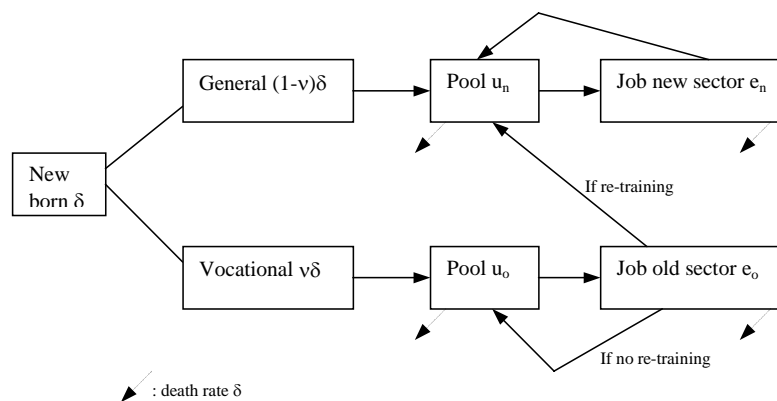 General (1-ν)δ
Pool uₙ
Job new sector eₙ
New
born δ
If re-training
Vocational νδ
Pool uₒ
Job old sector eₒ
If no re-training
: death rate δ